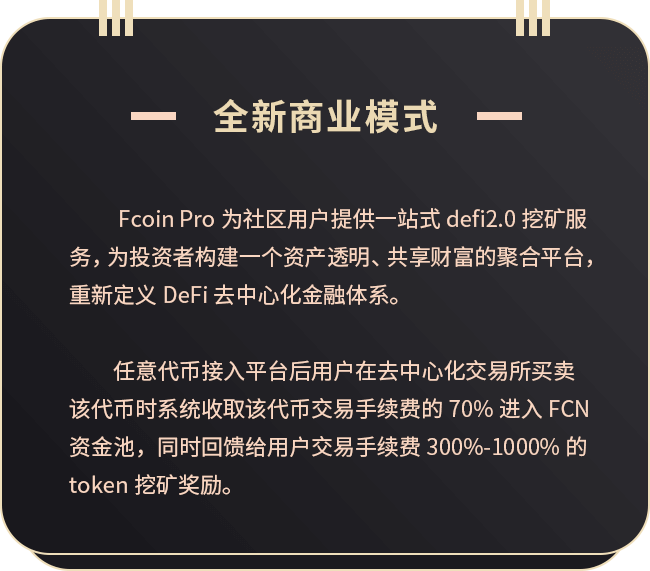 全新商业模式
Fcoin Pro 为社区用户提供一站式 defi2.0 挖矿服
务，为投资者构建一个资产透明、共享财富的聚合平台，
重新定义 DeFi 去中心化金融体系。
任意代币接入平台后用户在去中心化交易所买卖
该代币时系统收取该代币交易手续费的 70% 进入 FCN
资金池，同时回馈给用户交易手续费 300%-1000% 的
token 挖矿奖励。